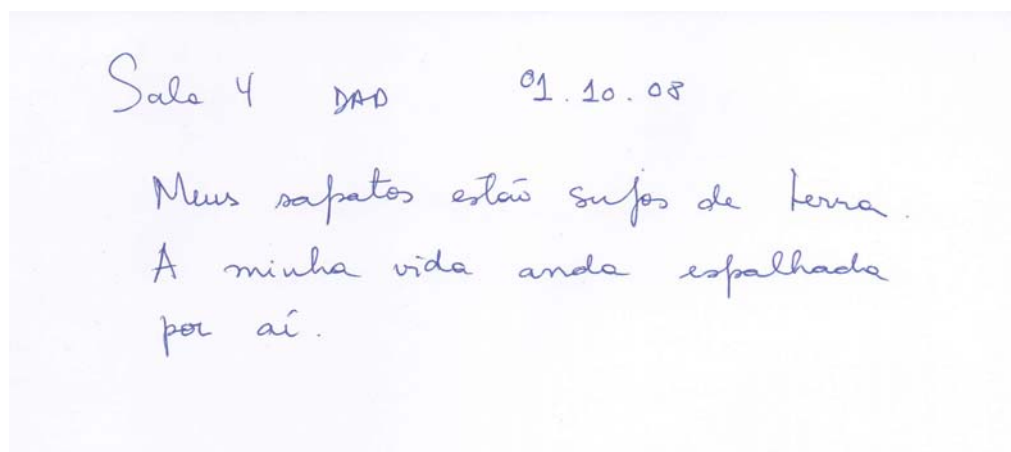 Sala 4 DAD 01.10.08
Meus sapatos estão sujos de terra.
A minha vida anda espalhada
por aí.